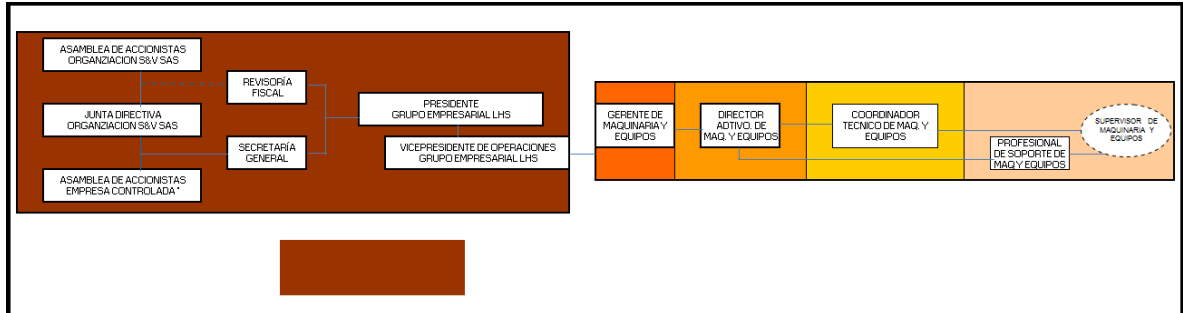 ASAMBLEA DE ACCIONISTAS
ORGANZIACION S&V SAS
REVISORÍA
FISCAL
JUNTA DIRECTIVA
ORGANZIACION S&V SAS
SECRETARÍA
GENERAL
ASAMBLEA DE ACCIONISTAS
EMPRESA CONTROLADA *
PRESIDENTE
GRUPO EMPRESARIAL LHS
VICEPRESIDENTE DE OPERACIONES
GRUPO EMPRESARIAL LHS
GERENTE DE
MAQUINARIA Y
EQUIPOS
DIRECTOR
ADTIVO. DE
MAQ. Y EQUIPOS
COORDINADOR
TECNICO DE MAQ. Y
EQUIPOS
PROFESIONAL
DE SOPORTE DE
MAQ Y EQUIPOS
SUPERVISOR DE
MAQUINARIA Y
EQUIPOS